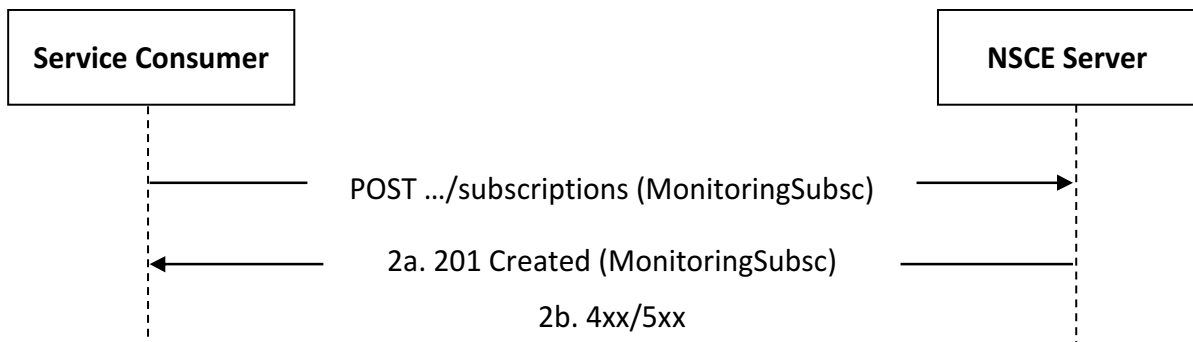 Service Consumer
NSCE Server
POST …/subscriptions (MonitoringSubsc)
2a. 201 Created (MonitoringSubsc)
2b. 4xx/5xx